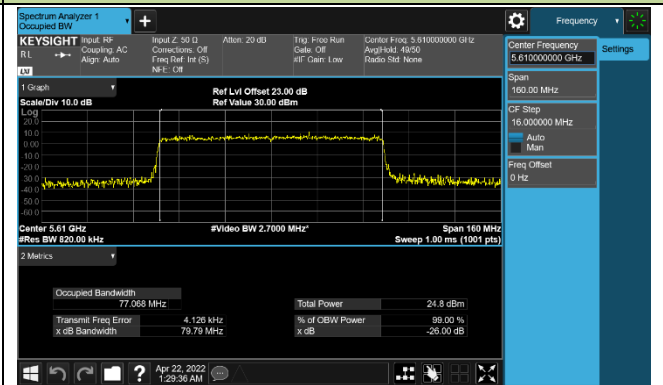 Spectrum Analyzer 1
Occupied BW
+
Frequency
KEYSIGHT
RL
LXI
Input: RF
Coupling: AC
Align: Auto
Input Z: 50 Ω
Corrections: Off
Freq Ref: Int (S)
NFE: Off
Atten: 20 dB
Trig: Free Run
Gate: Off
#IF Gain: Low
Center Freq: 5.610000000 GHz
Avg|Hold: 49/50
Radio Std: None
Center Frequency
5.610000000 GHz
Settings
Span
160.00 MHz
CF Step
16.000000 MHz
Auto
Man
Freq Offset
0 Hz
1 Graph
Scale/Div 10.0 dB
Ref Lvl Offset 23.00 dB
Ref Value 30.00 dBm
Log
20.0
10.0
0.00
-10.0
-20.0
-30.0
-40.0
-50.0
-60.0
Center 5.61 GHz
#Res BW 820.00 kHz
#Video BW 2.7000 MHz*
Span 160 MHz
Sweep 1.00 ms (1001 pts)
2 Metrics
Occupied Bandwidth
77.068 MHz
Total Power 24.8 dBm
Transmit Freq Error 4.126 kHz
% of OBW Power 99.00 %
x dB Bandwidth 79.79 MHz
x dB -26.00 dB
?
Apr 22, 2022
1:29:36 AM